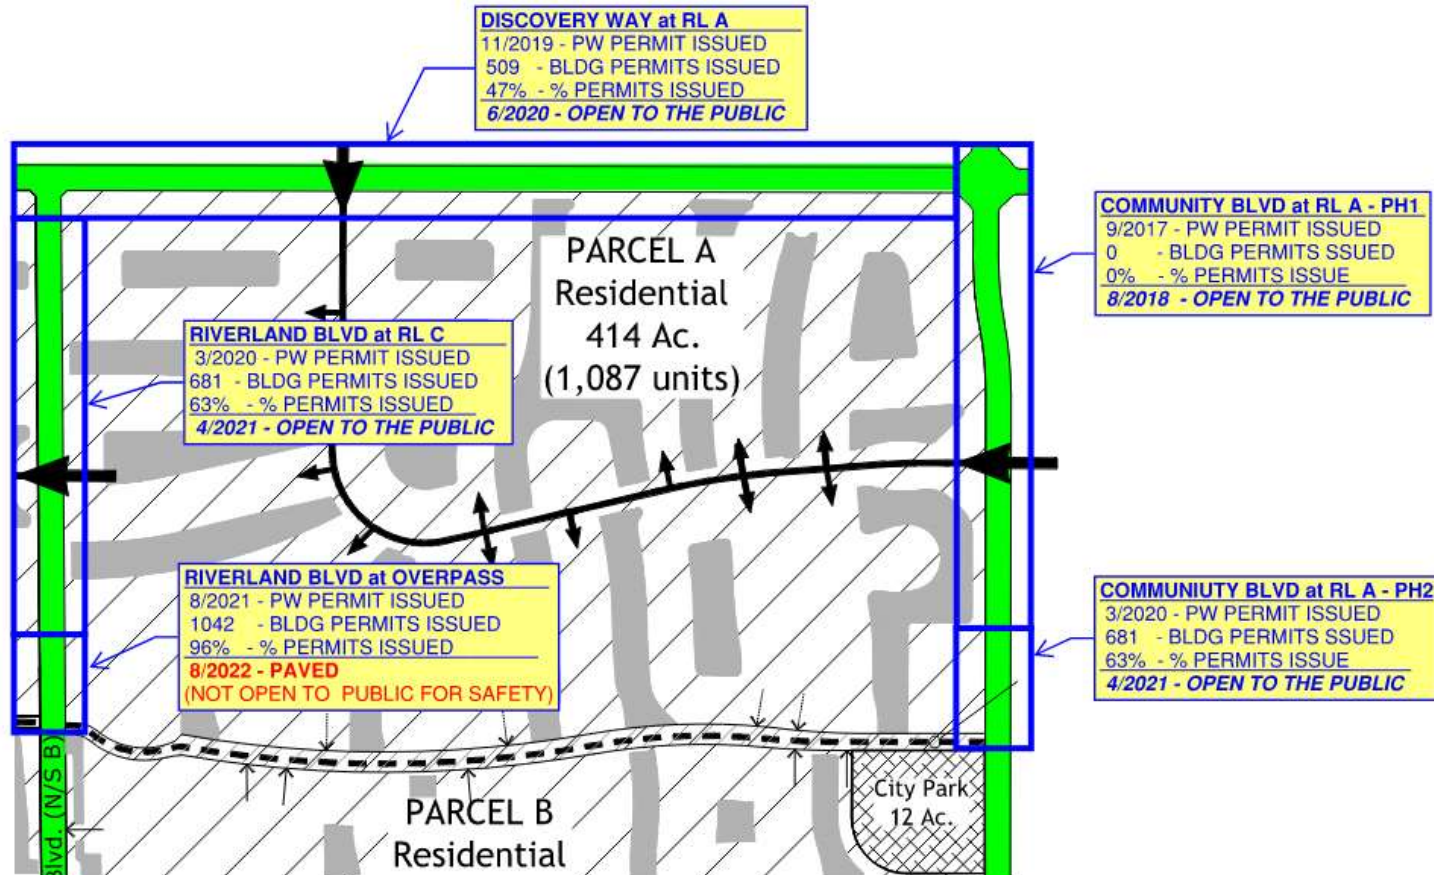 DISCOVERY WAY at RL A
11/2019 - PW PERMIT ISSUED
509 - BLDG PERMITS ISSUED
47% - % PERMITS ISSUED
6/2020 - OPEN TO THE PUBLIC
COMMUNITY BLVD at RL A - PH1
9/2017 - PW PERMIT ISSUED
0 - BLDG PERMITS SSUED
0% - % PERMITS ISSUE
8/2018 - OPEN TO THE PUBLIC
PARCEL A
Residential
414 Ac.
(1,087 units)
RIVERLAND BLVD at RL C
3/2020 - PW PERMIT ISSUED
681 - BLDG PERMITS ISSUED
63% - % PERMITS ISSUED
4/2021 - OPEN TO THE PUBLIC
RIVERLAND BLVD at OVERPASS
8/2021 - PW PERMIT ISSUED
1042 - BLDG PERMITS ISSUED
96% - % PERMITS ISSUED
8/2022 - PAVED
(NOT OPEN TO PUBLIC FOR SAFETY)
COMMUNIUTY BLVD at RL A - PH2
3/2020 - PW PERMIT ISSUED
681 - BLDG PERMITS SSUED
63% - % PERMITS ISSUE
4/2021 - OPEN TO THE PUBLIC
Blvd. (N/S B)
PARCEL B
Residential
City Park
12 Ac.